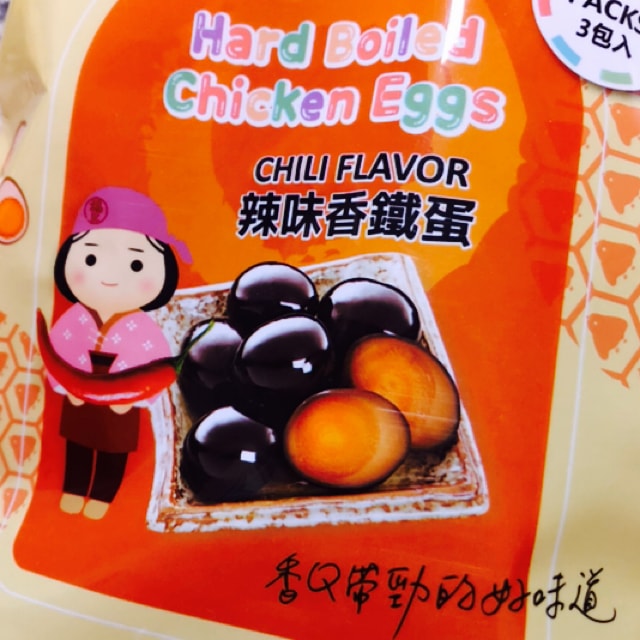 PACKS
3包入
Hard Boiled
Chicken Eggs
CHILI FLAVOR
辣味香鐵蛋
香Q帶勁的好味道